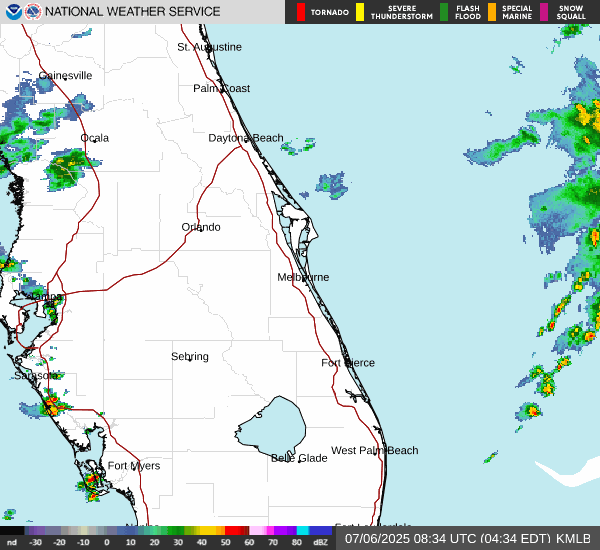 NATIONAL WEATHER SERVICE
TORNADO
SEVERE THUNDERSTORM
FLASH FLOOD
SPECIAL MARINE
SNOW SQUALL
St. Augustine
Gainesville
Palm Coast
Ocala
Daytona Beach
Orlando
Melbourne
Tampa
Sebring
Fort Pierce
Sarasota
West Palm Beach
Belle Glade
Fort Myers
nd -30 -20 -10 0 10 20 30 40 50 60 70 80 dBZ
07/06/2025 08:34 UTC (04:34 EDT) KMLB